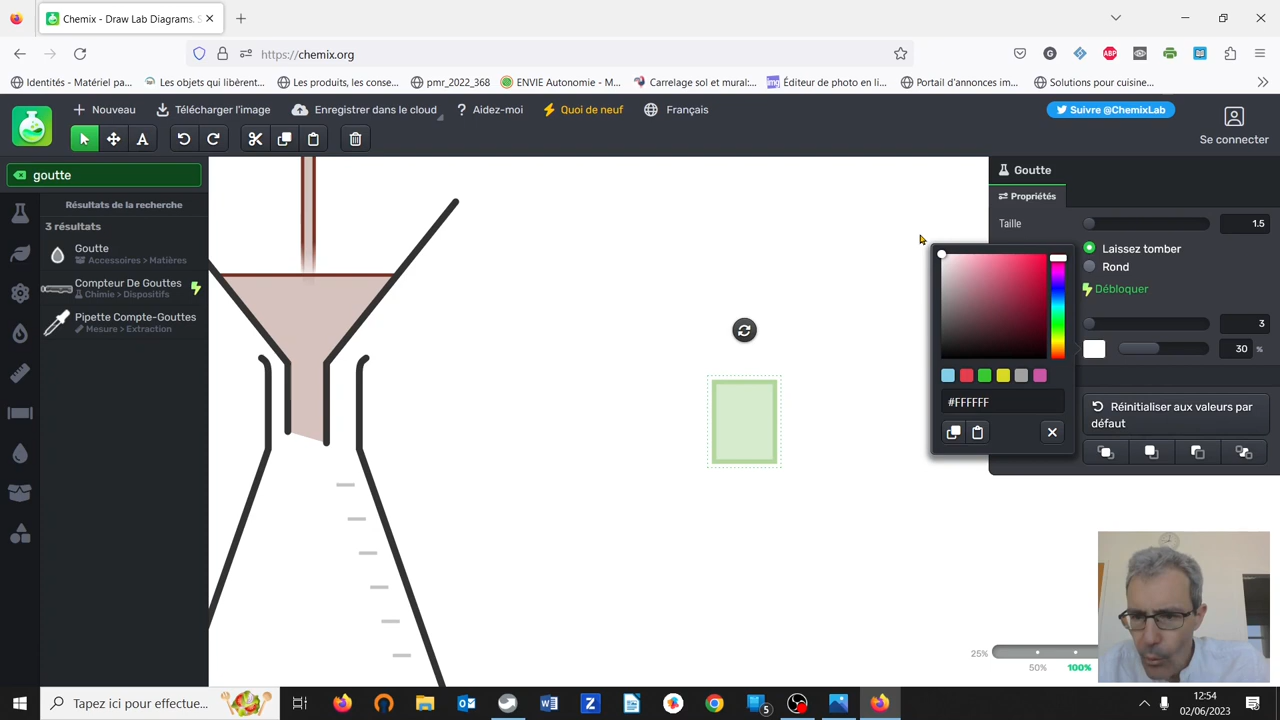 Chemix - Draw Lab Diagrams. S
https://chemix.org
Identités - Matériel pa...
Les objets qui libèrent...
Les produits, les conse...
pmr_2022_368
ENVIE Autonomie - M...
Carrelage sol et mural:...
Éditeur de photo en li...
Portail d'annonces im...
Solutions pour cuisine...
Nouveau
Télécharger l'image
Enregistrer dans le cloud
? Aidez-moi
Quoi de neuf
Français
Suivre @ChemixLab
Se connecter
goutte
Résultats de la recherche
3 résultats
Goutte
Accessoires > Matières
Compteur De Gouttes
Chimie > Dispositifs
Pipette Compte-Gouttes
Mesure > Extraction
Goutte
Propriétés
Taille
1.5
Laissez tomber
Rond
Débloquer
3
30 %
#FFFFFF
Réinitialiser aux valeurs par
défaut
25%
50%
100%
Tapez ici pour effectue...
5
12:54
02/06/2023